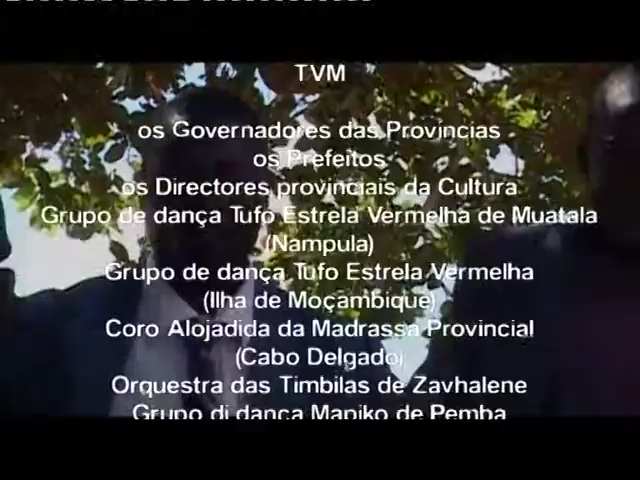 TVM
os Governadores das Provincias
os Prefeitos
os Directores provinciais da Cultura
Grupo de dança Tufo Estrela Vermelha de Muatala
(Nampula)
Grupo de dança Tufo Estrela Vermelha
(Ilha de Moçambique)
Coro Alojadida da Madrassa Provincial
(Cabo Delgado)
Orquestra das Timbilas de Zavhalene
Grupo di dança Mapiko de Pemba